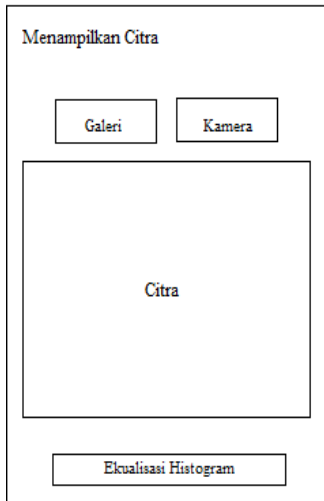 Menampilkan Citra
Galeri
Kamera
Citra
Ekualisasi Histogram